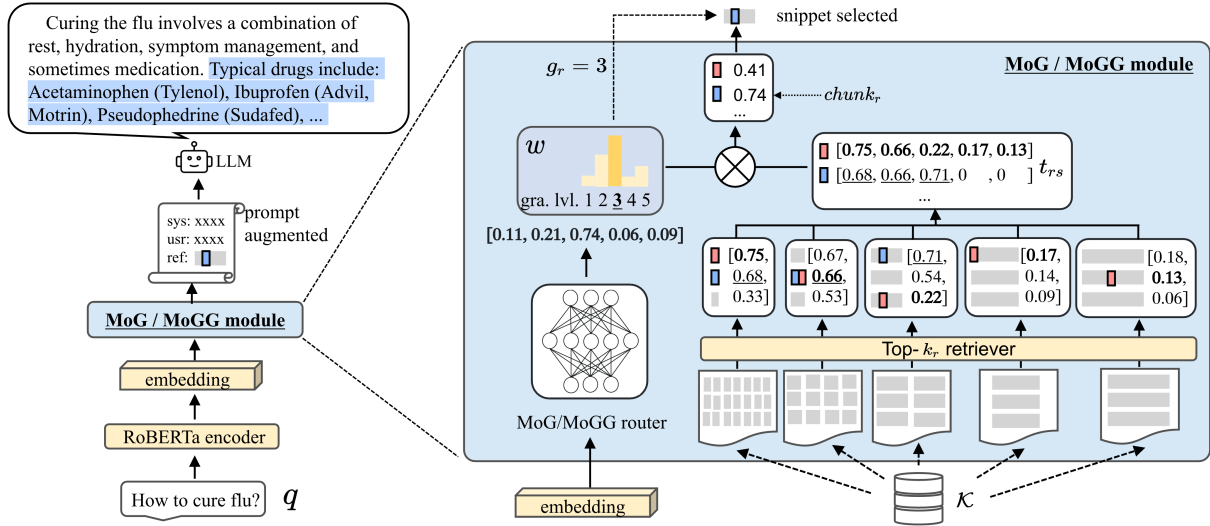 Curing the flu involves a combination of
rest, hydration, symptom management, and
sometimes medication. Typical drugs include:
Acetaminophen (Tylenol), Ibuprofen (Advil,
Motrin), Pseudophedrine (Sudafed), ...
LLM
sys: xxxx
usr: xxxx
ref:
prompt
augmented
MoG / MoGG module
embedding
RoBERTa encoder
How to cure flu?
q
snippet selected
MoG / MoGG module
g_r = 3
0.41
0.74
...
chunk_r
w
gra. lvl. 1 2 3 4 5
[0.11, 0.21, 0.74, 0.06, 0.09]
[0.75, 0.66, 0.22, 0.17, 0.13]
[0.68, 0.66, 0.71, 0 , 0 ]
...
t_rs
[0.75,
0.68,
0.33]
[0.67,
0.66,
0.53]
[0.71,
0.54,
0.22]
[0.17,
0.14,
0.09]
[0.18,
0.13,
0.06]
Top- k_r retriever
MoG/MoGG router
embedding
K